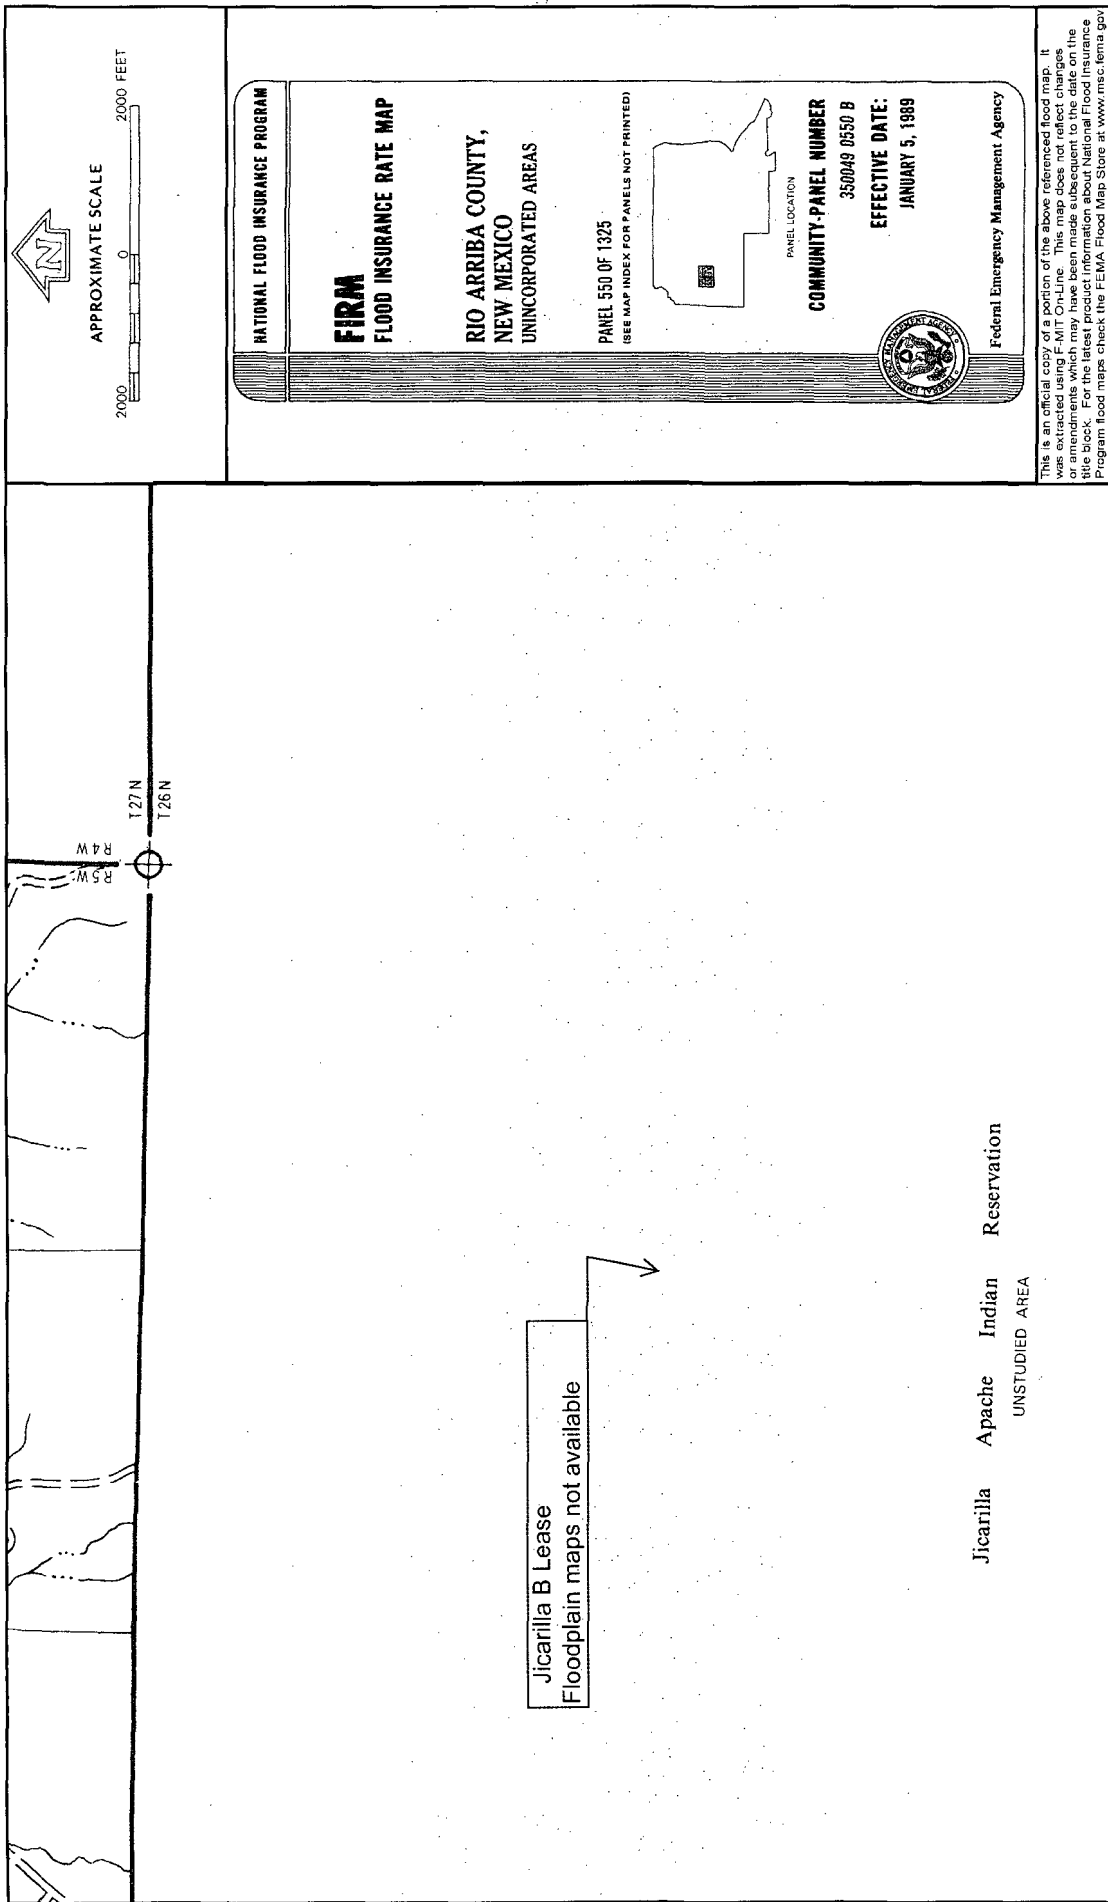 APPROXIMATE SCALE
2000 0 2000 FEET
NATIONAL FLOOD INSURANCE PROGRAM
FIRM
FLOOD INSURANCE RATE MAP
RIO ARRIBA COUNTY,
NEW MEXICO
UNINCORPORATED AREAS
PANEL 550 OF 1325
(SEE MAP INDEX FOR PANELS NOT PRINTED)
PANEL LOCATION
COMMUNITY-PANEL NUMBER
350049 0550 B
EFFECTIVE DATE:
JANUARY 5, 1989
FEDERAL EMERGENCY MANAGEMENT AGENCY
Federal Emergency Management Agency
This is an official copy of a portion of the above referenced flood map. It
was extracted using F-MIT On-Line. This map does not reflect changes
or amendments which may have been made subsequent to the date on the
title block. For the latest product information about National Flood Insurance
Program flood maps check the FEMA Flood Map Store at www.msc.fema.gov
N
R5W
R4W
T27N
T26N
Jicarilla B Lease
Floodplain maps not available
Jicarilla Apache Indian Reservation
UNSTUDIED AREA